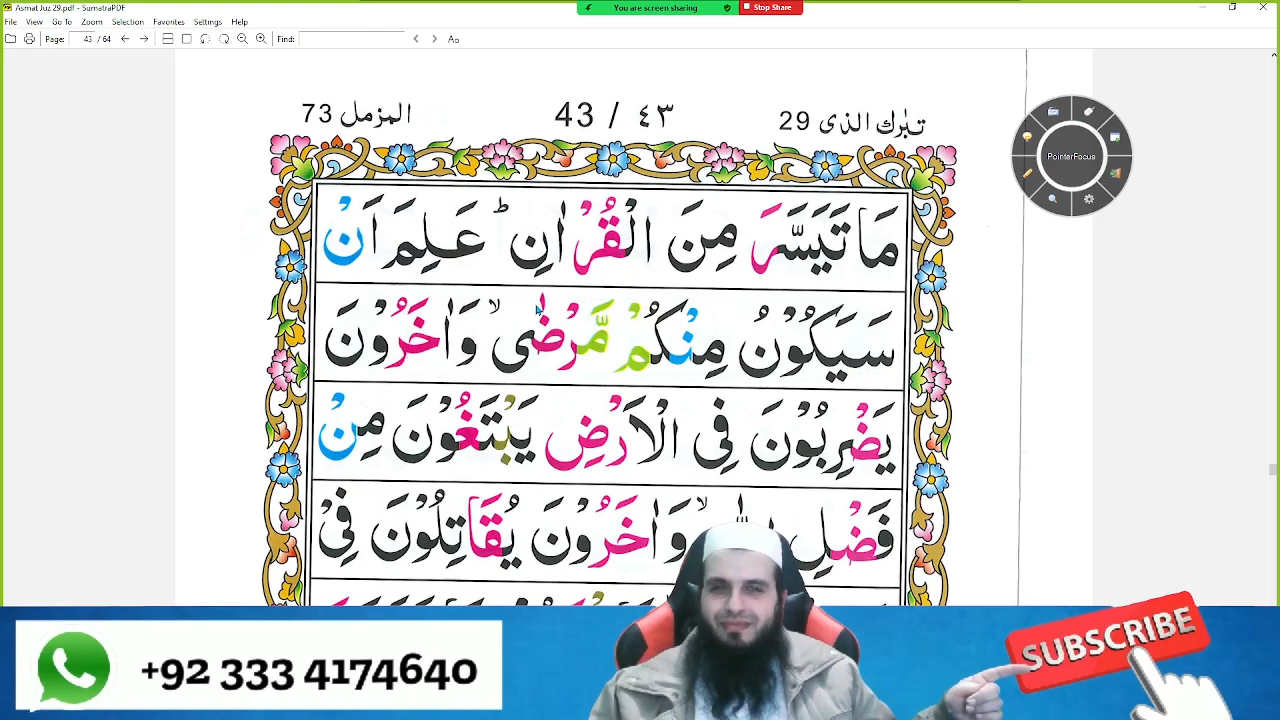 Asmat Juz 29.pdf - SumatraPDF
You are screen sharing
Stop Share
File View Go To Zoom Selection Favorites Settings Help
Page: 43 / 64 Find: Aa
المزمل 73
43 / ٤٣
تبٰرك الذى 29
PointerFocus
مَا تَيَسَّرَ مِنَ الْقُرْاٰنِ ؕ عَلِمَ اَنْ
سَيَكُوْنُ مِنْكُمْ مَّرْضٰى ۙ وَاٰخَرُوْنَ
يَضْرِبُوْنَ فِى الْاَرْضِ يَبْتَغُوْنَ مِنْ
فَضْلِ وَاٰخَرُوْنَ يُقَاتِلُوْنَ فِىْ
+92 333 4174640
SUBSCRIBE